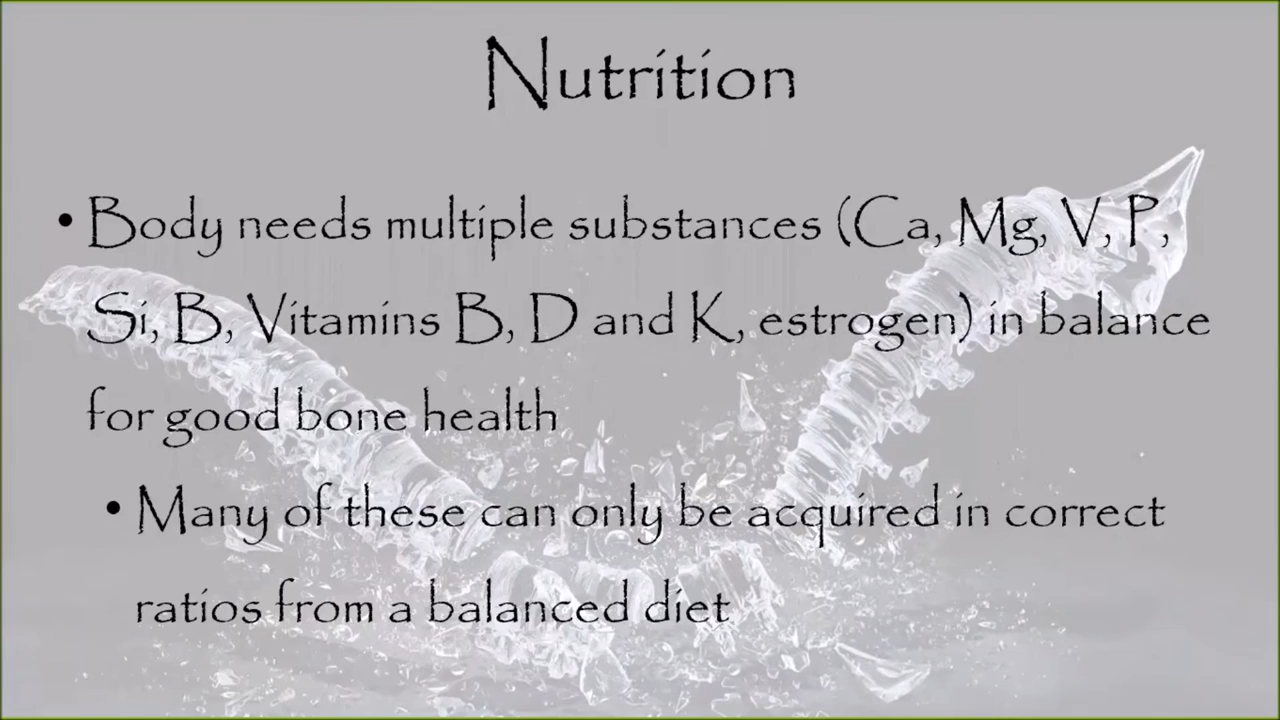 Nutrition
• Body needs multiple substances (Ca, Mg, V, P,
Si, B, Vitamins B, D and K, estrogen) in balance
for good bone health
• Many of these can only be acquired in correct
ratios from a balanced diet